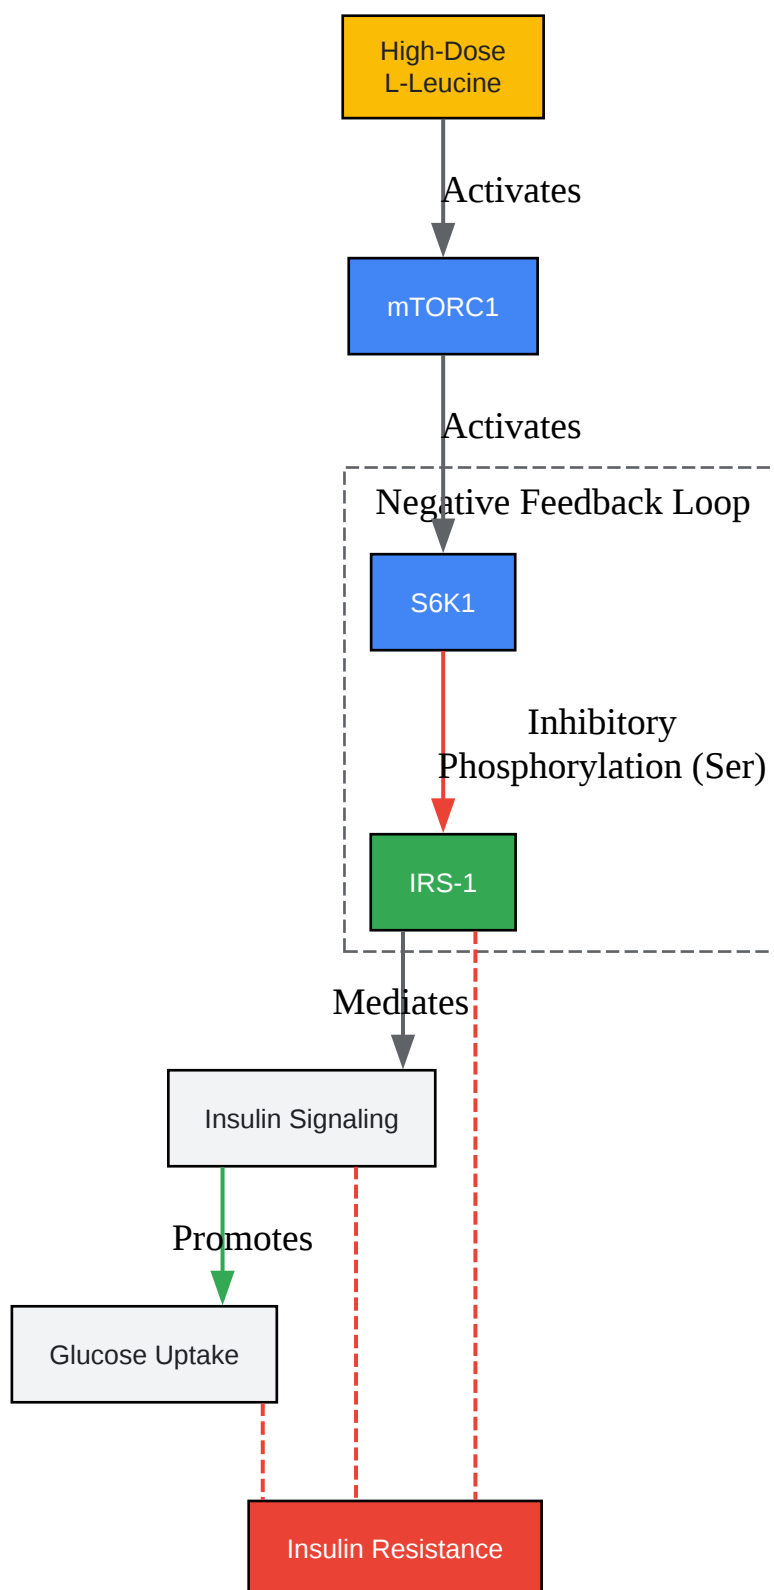 High-Dose
L-Leucine
Activates
mTORC1
Activates
Negative Feedback Loop
S6K1
Inhibitory
Phosphorylation (Ser)
IRS-1
Mediates
Insulin Signaling
Promotes
Glucose Uptake
Insulin Resistance